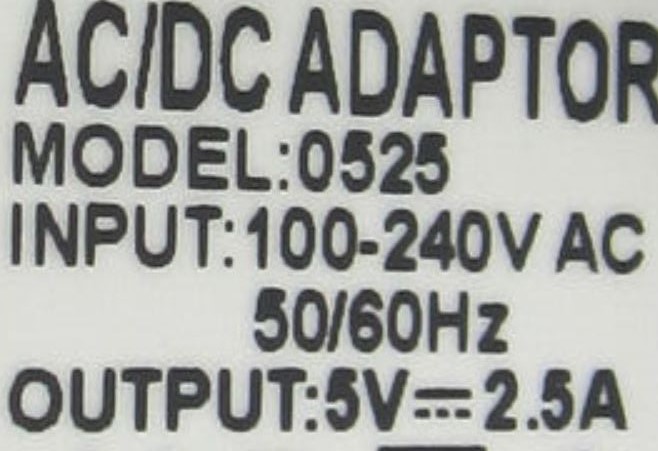 AC/DC ADAPTOR
MODEL:0525
INPUT:100-240V AC
50/60Hz
OUTPUT:5V⎓2.5A